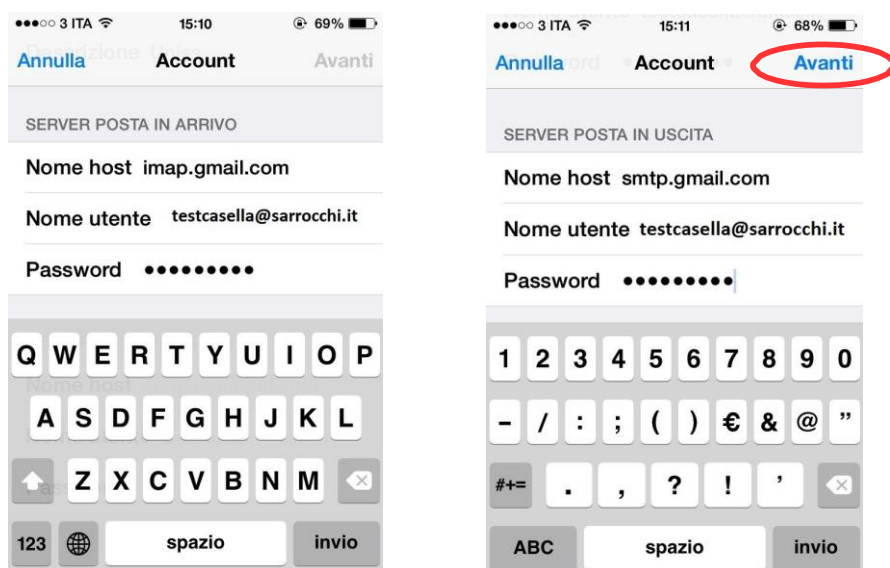 3 ITA 15:10 69%
Annulla Account Avanti
SERVER POSTA IN ARRIVO
Nome host imap.gmail.com
Nome utente testcasella@sarrocchi.it
Password •••••••••
Q W E R T Y U I O P
A S D F G H J K L
Z X C V B N M
123 spazio invio
3 ITA 15:11 68%
Annulla Account Avanti
SERVER POSTA IN USCITA
Nome host smtp.gmail.com
Nome utente testcasella@sarrocchi.it
Password •••••••••
1 2 3 4 5 6 7 8 9 0
- / : ; ( ) € & @ ”
#+= . , ? ! ’
ABC spazio invio